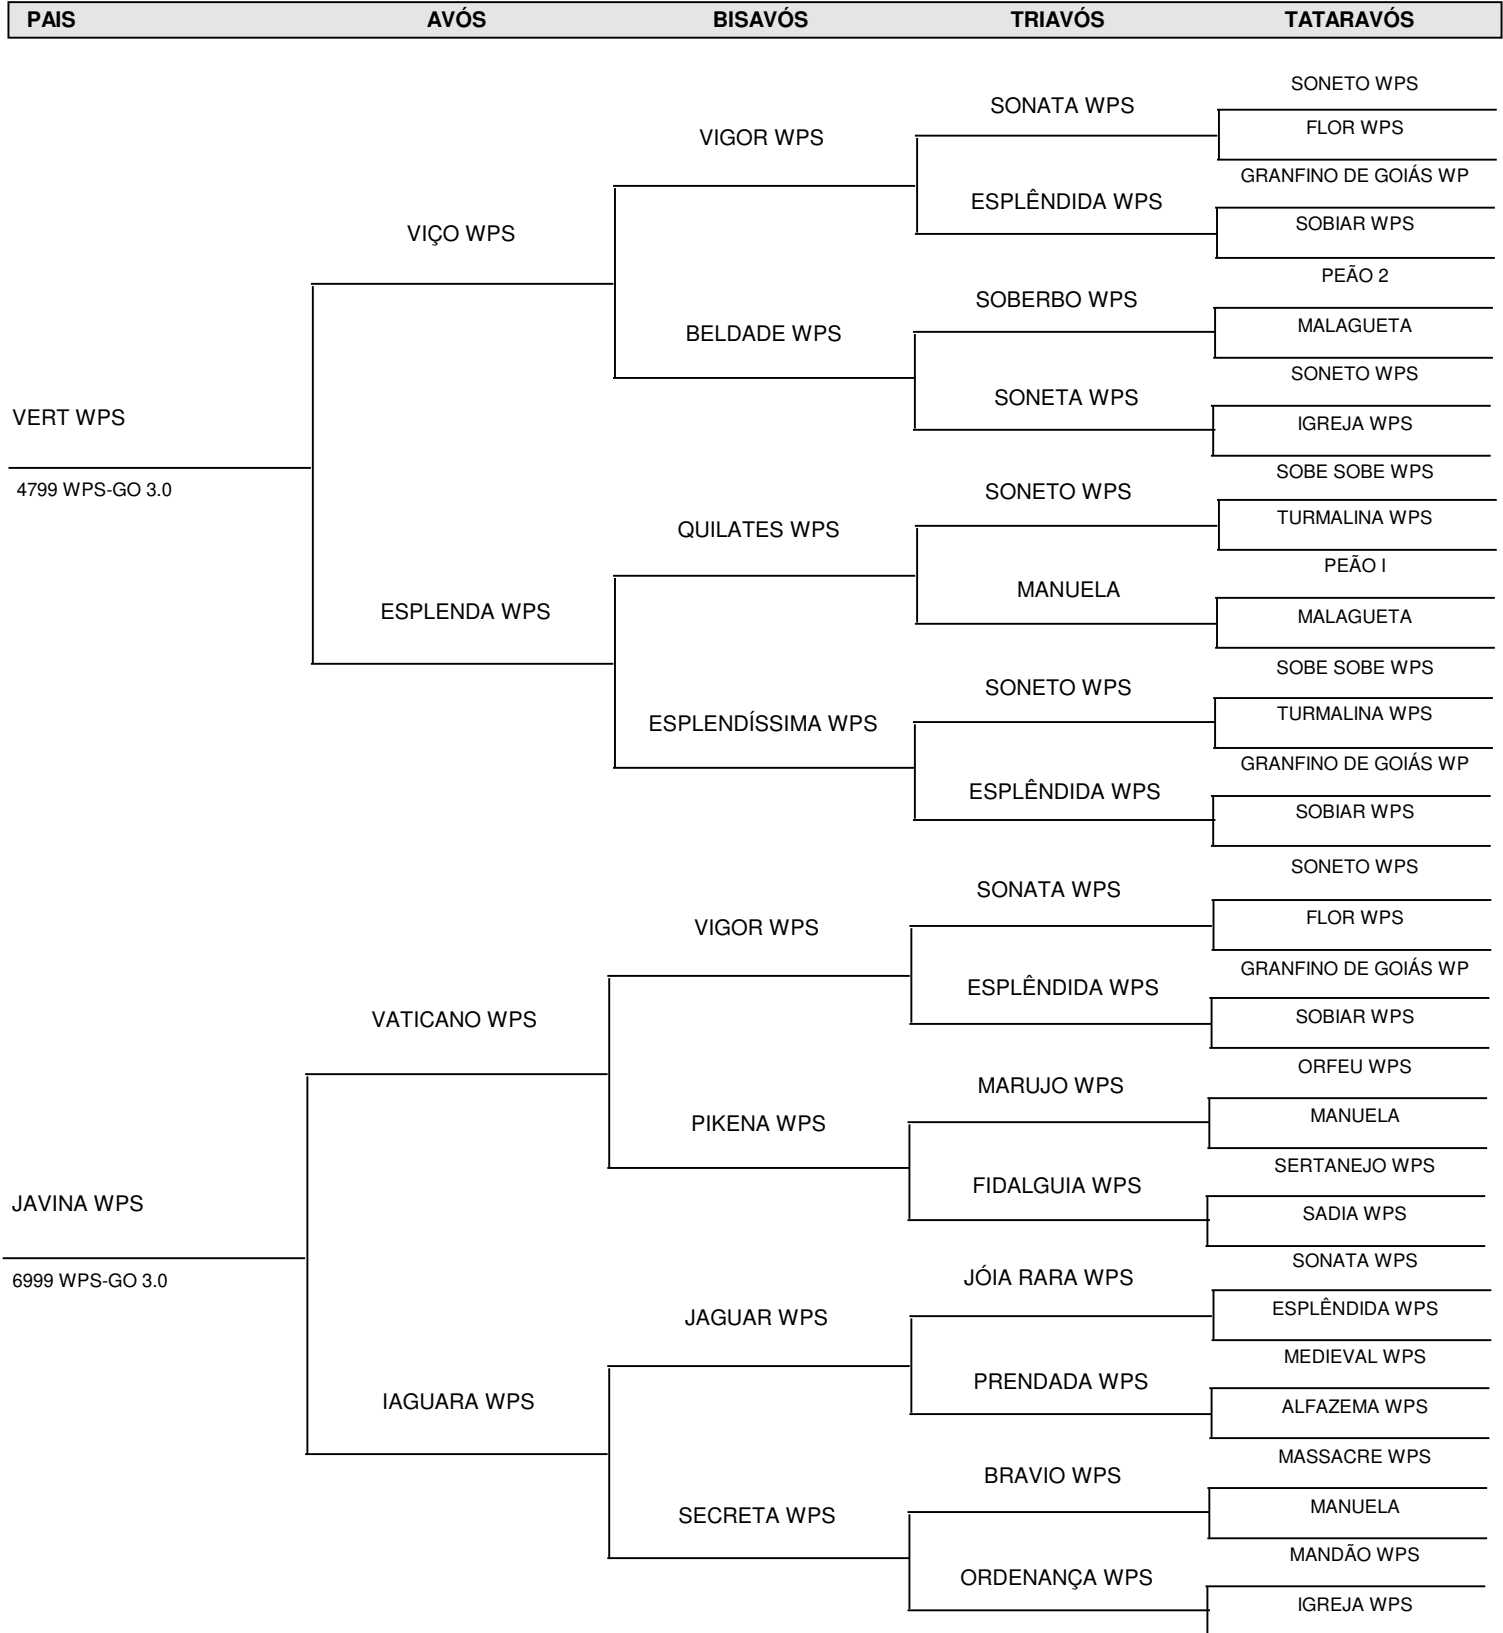 PAIS AVÓS BISAVÓS TRIAVÓS TATARAVÓS
SONETO WPS
SONATA WPS
FLOR WPS
VIGOR WPS
GRANFINO DE GOIÁS WP
ESPLÊNDIDA WPS
SOBIAR WPS
VIÇO WPS
PEÃO 2
SOBERBO WPS
MALAGUETA
BELDADE WPS
SONETO WPS
SONETA WPS
IGREJA WPS
VERT WPS
4799 WPS-GO 3.0
SOBE SOBE WPS
SONETO WPS
TURMALINA WPS
QUILATES WPS
PEÃO I
MANUELA
MALAGUETA
ESPLENDA WPS
SOBE SOBE WPS
SONETO WPS
TURMALINA WPS
ESPLENDÍSSIMA WPS
GRANFINO DE GOIÁS WP
ESPLÊNDIDA WPS
SOBIAR WPS
SONETO WPS
SONATA WPS
FLOR WPS
VIGOR WPS
GRANFINO DE GOIÁS WP
ESPLÊNDIDA WPS
SOBIAR WPS
VATICANO WPS
ORFEU WPS
MARUJO WPS
MANUELA
PIKENA WPS
SERTANEJO WPS
FIDALGUIA WPS
SADIA WPS
JAVINA WPS
6999 WPS-GO 3.0
SONATA WPS
JÓIA RARA WPS
ESPLÊNDIDA WPS
JAGUAR WPS
MEDIEVAL WPS
PRENDADA WPS
ALFAZEMA WPS
IAGUARA WPS
MASSACRE WPS
BRAVIO WPS
MANUELA
SECRETA WPS
MANDÃO WPS
ORDENANÇA WPS
IGREJA WPS